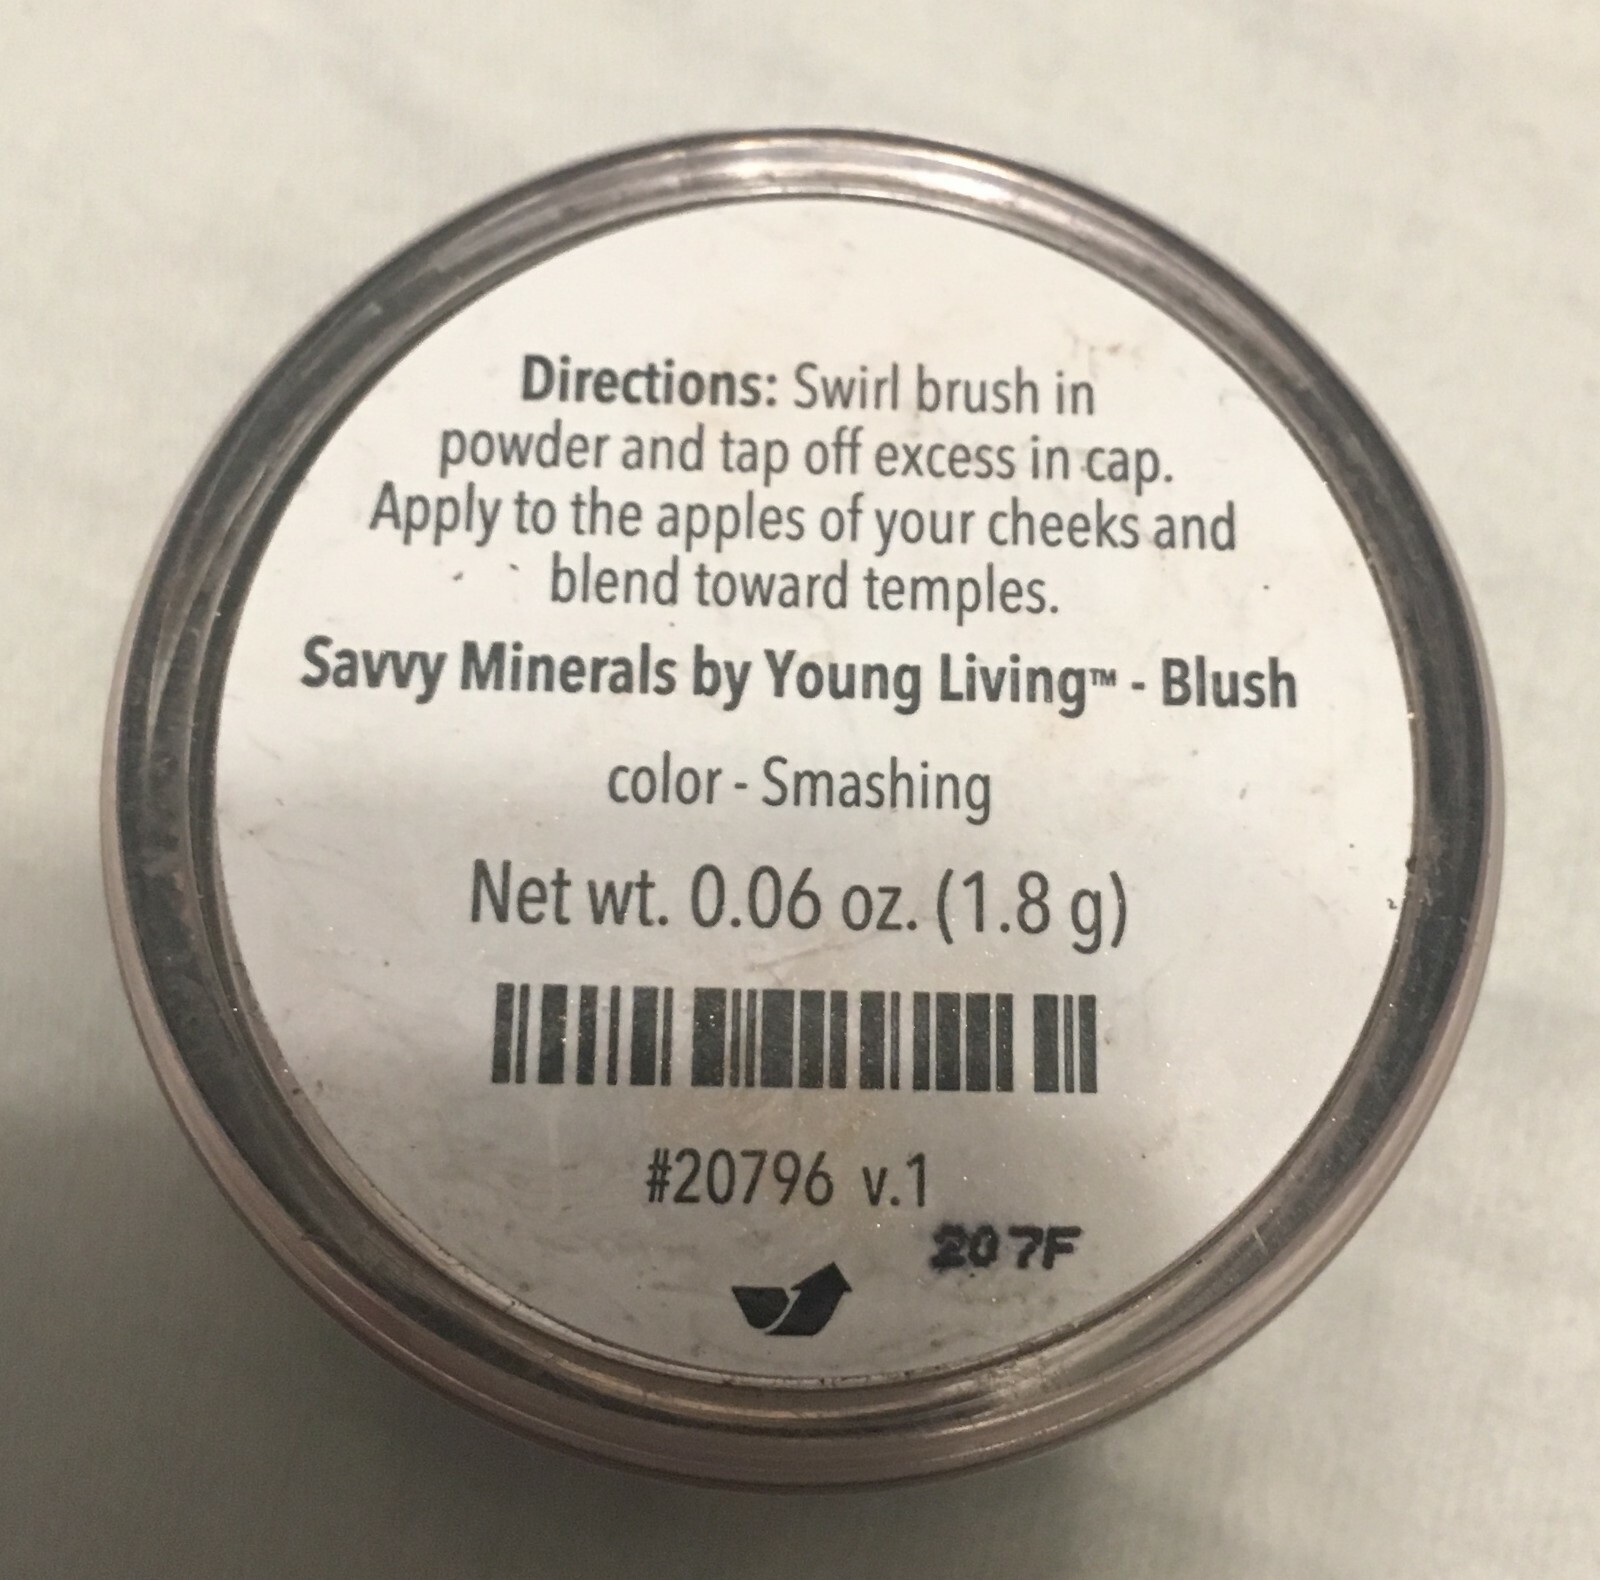 Directions: Swirl brush in
powder and tap off excess in cap.
Apply to the apples of your cheeks and
blend toward temples.
Savvy Minerals by Young Living™ - Blush
color - Smashing
Net wt. 0.06 oz. (1.8 g)
#20796 v.1
207F